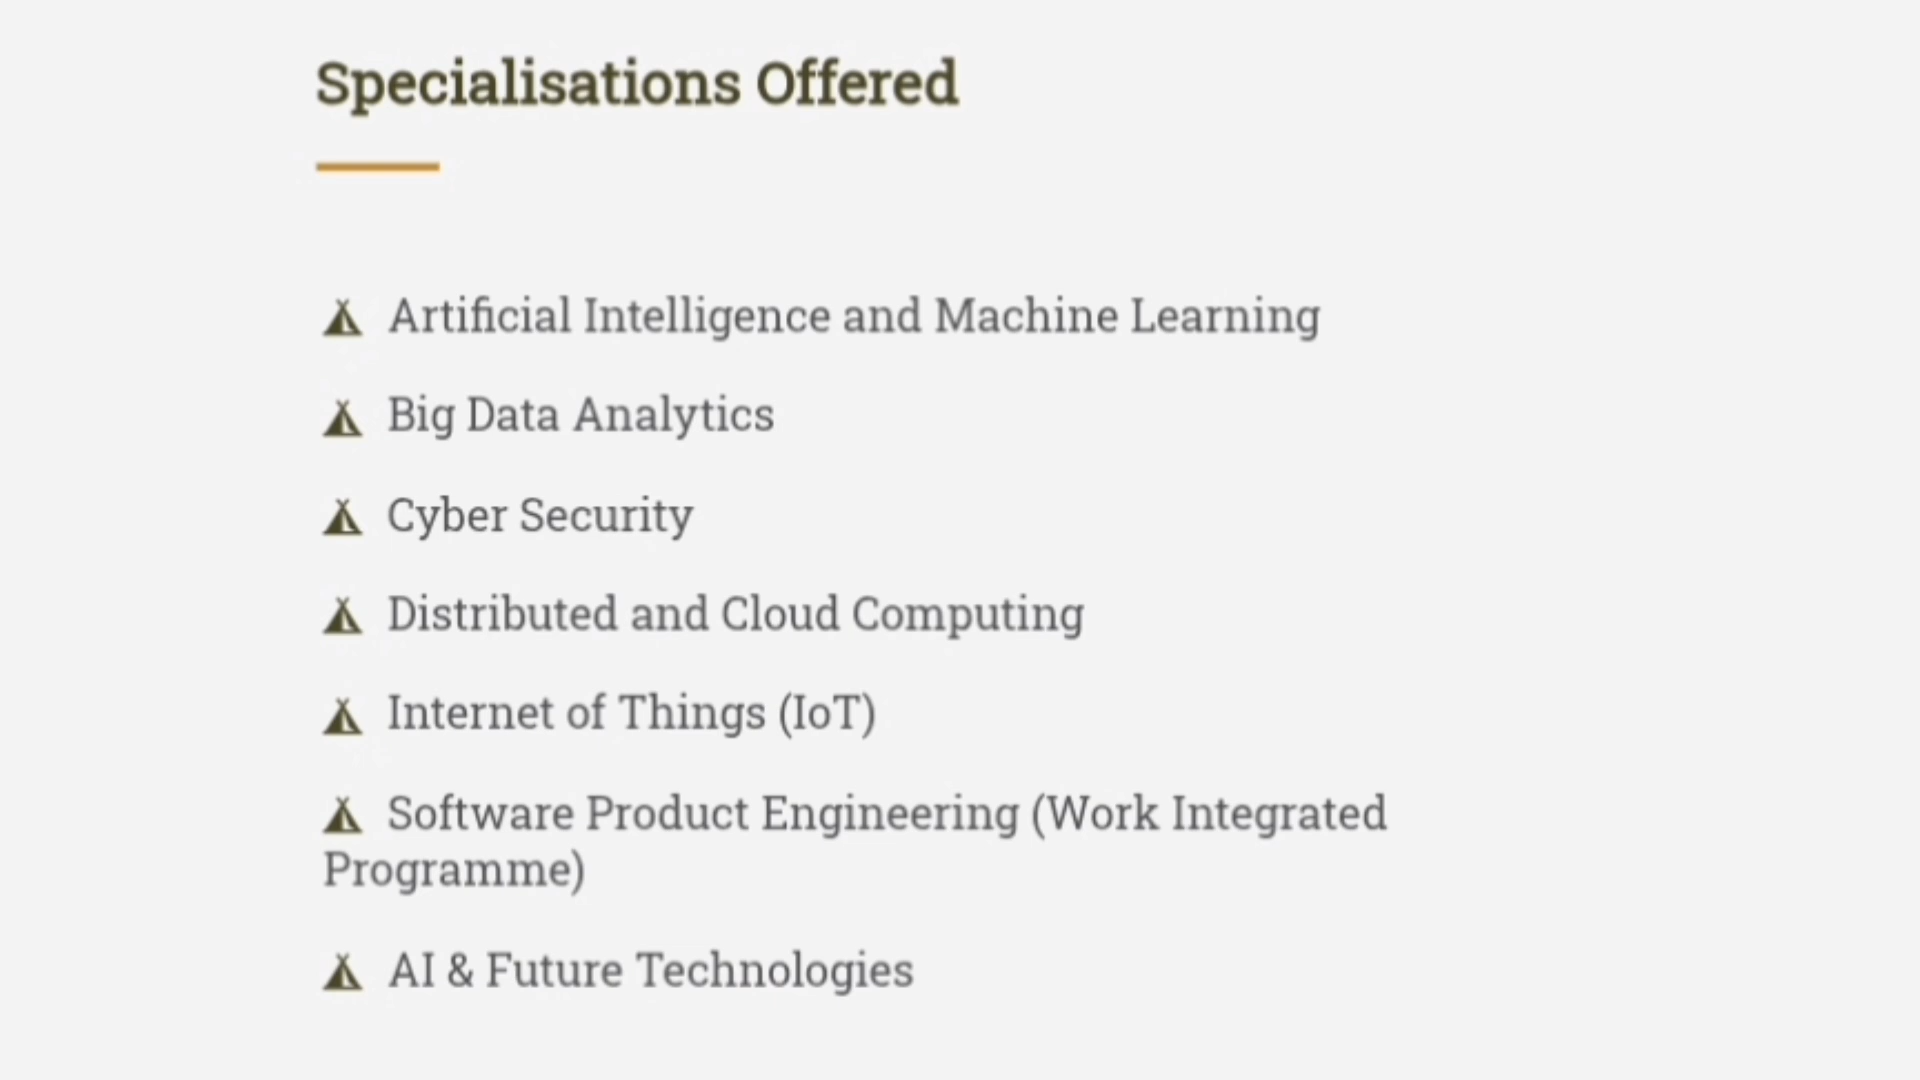 Specialisations Offered
Artificial Intelligence and Machine Learning
Big Data Analytics
Cyber Security
Distributed and Cloud Computing
Internet of Things (IoT)
Software Product Engineering (Work Integrated
Programme)
AI & Future Technologies